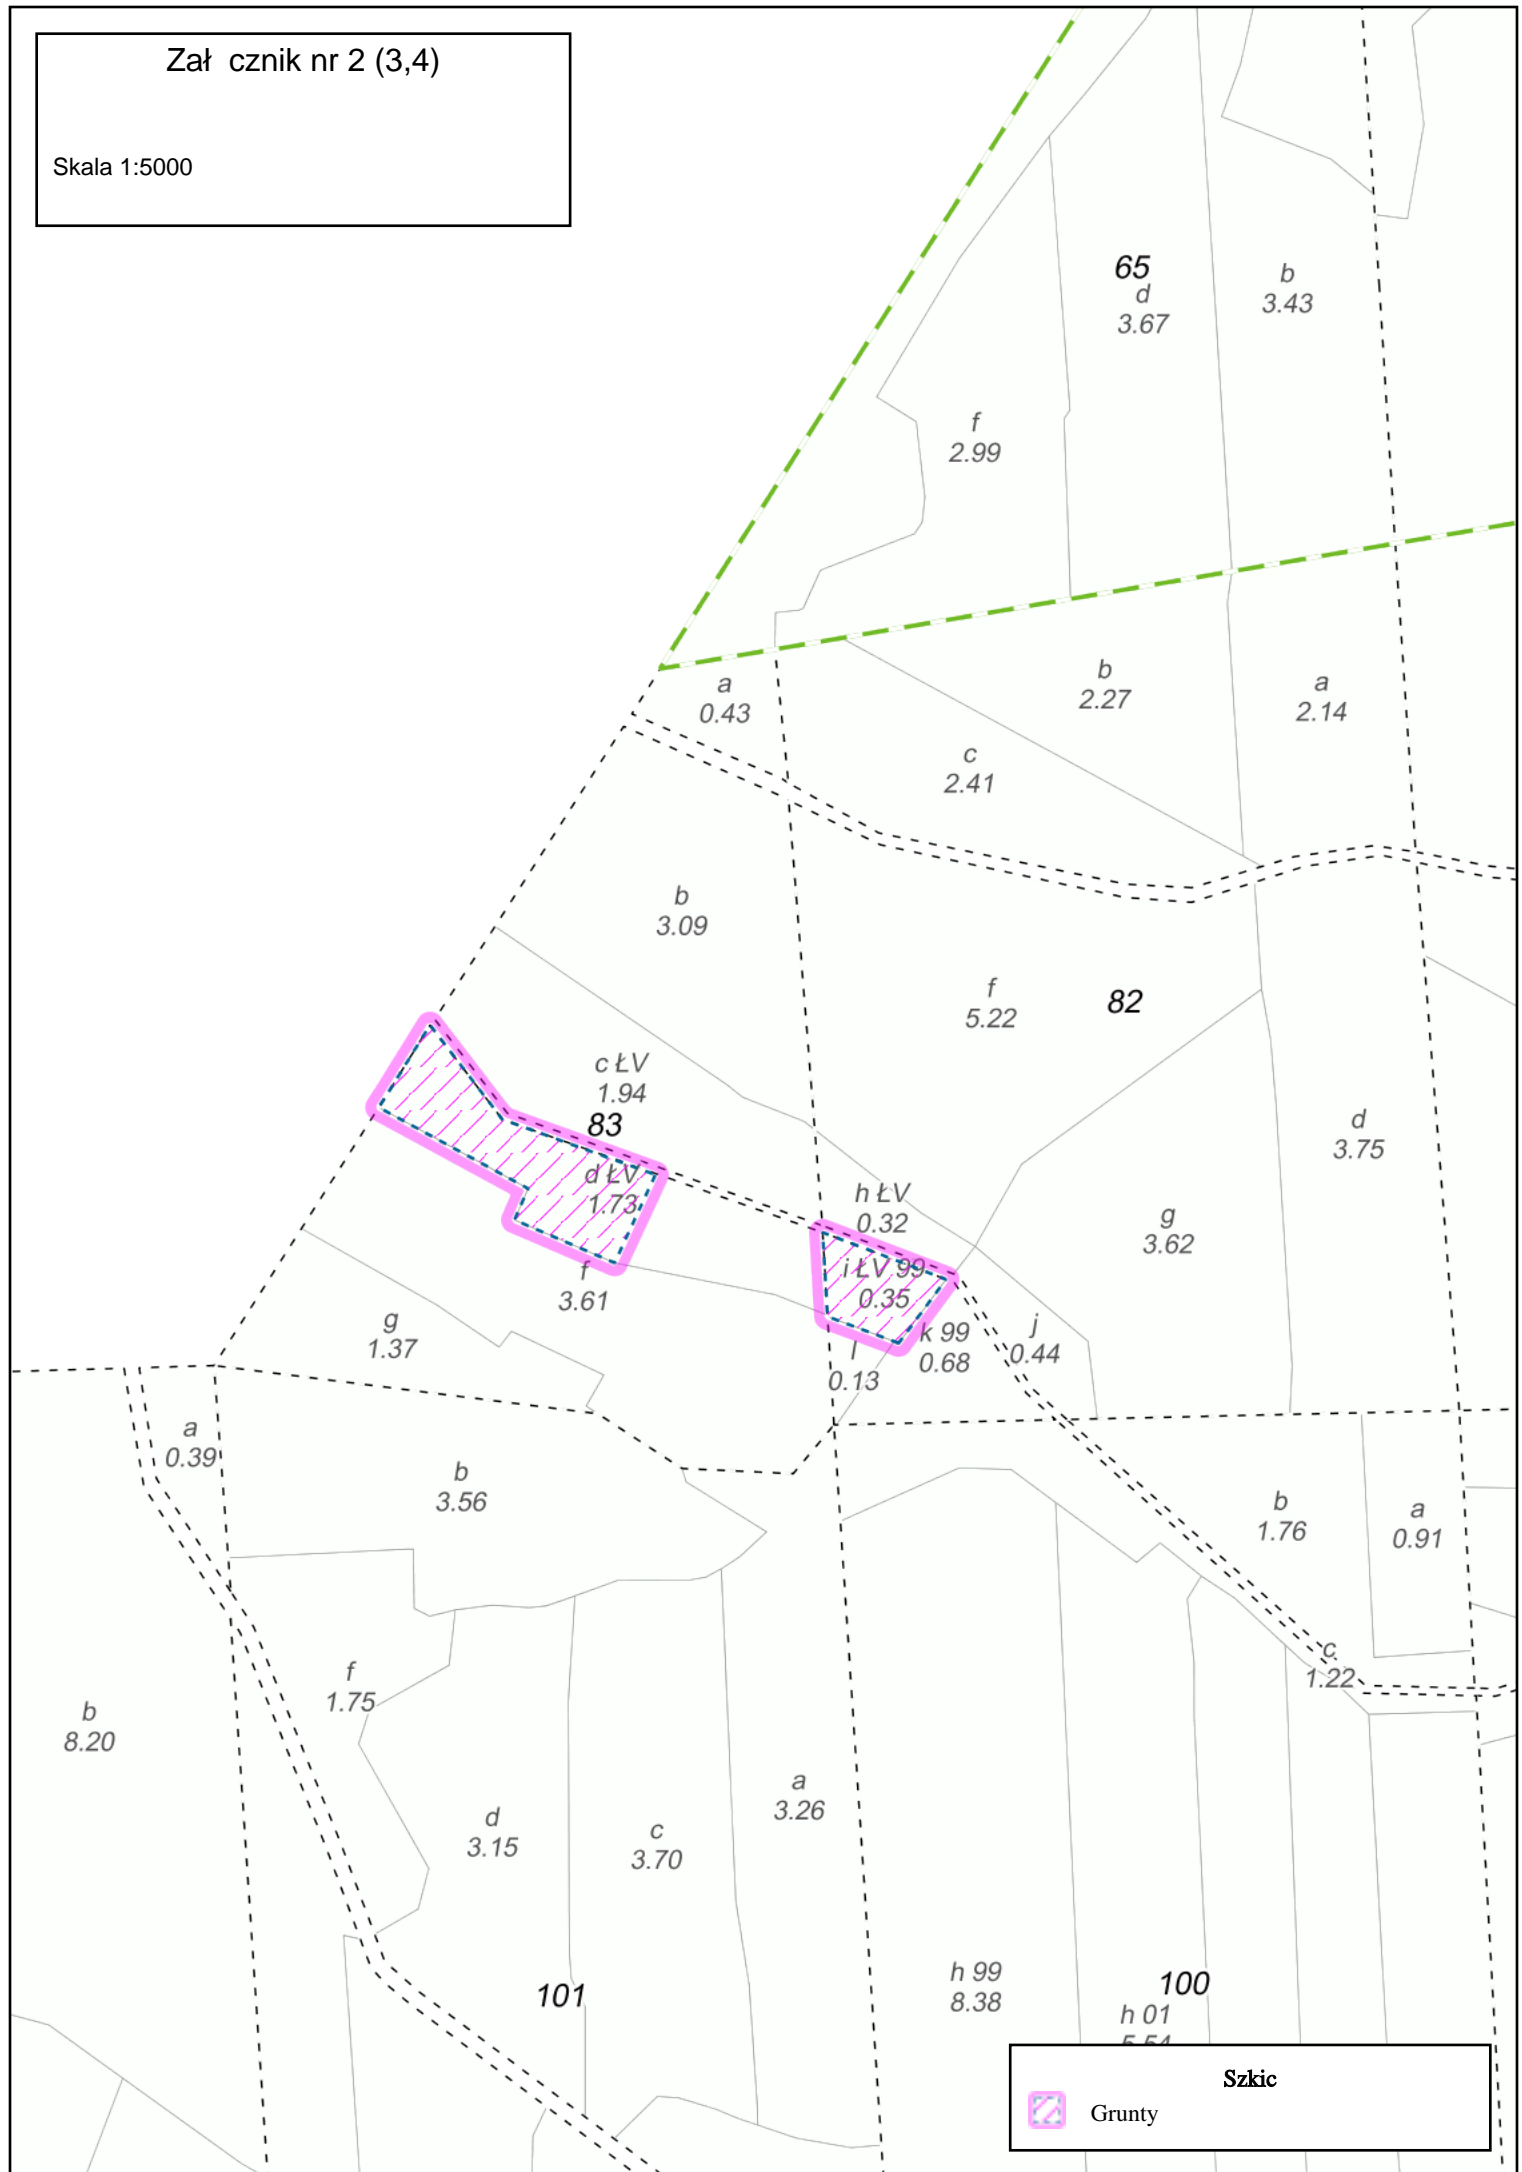 Zał cznik nr 2 (3,4)
Skala 1:5000
65
d
3.67
b
3.43
f
2.99
a
0.43
b
2.27
a
2.14
c
2.41
b
3.09
f
5.22
82
c ŁV
1.94
83
d ŁV
1.73
d
3.75
h ŁV
0.32
g
3.62
i ŁV 99
0.35
f
3.61
g
1.37
k 99
0.68
j
0.44
l
0.13
a
0.39
b
3.56
b
1.76
a
0.91
c
1.22
f
1.75
b
8.20
a
3.26
d
3.15
c
3.70
101
h 99
8.38
100
h 01
5.54
Szkic
Grunty